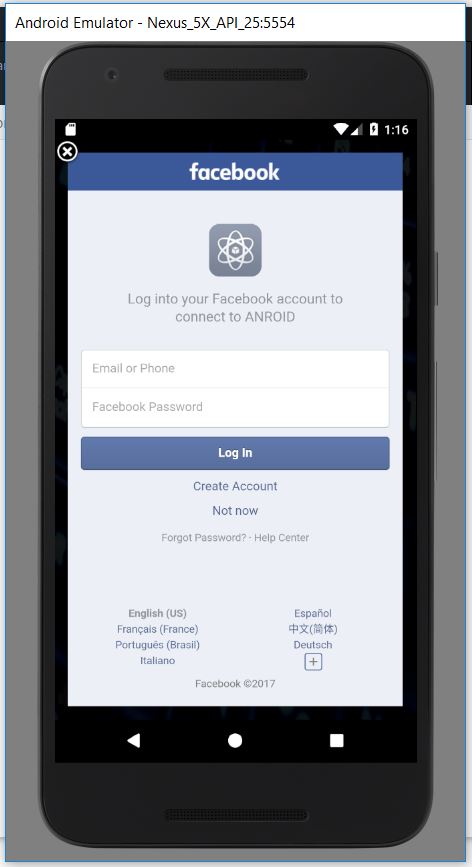 Android Emulator - Nexus_5X_API_25:5554
1:16
facebook
Log into your Facebook account to
connect to ANROID
Email or Phone
Facebook Password
Log In
Create Account
Not now
Forgot Password? · Help Center
English (US)
Español
Français (France)
中文(简体)
Português (Brasil)
Deutsch
Italiano
Facebook ©2017